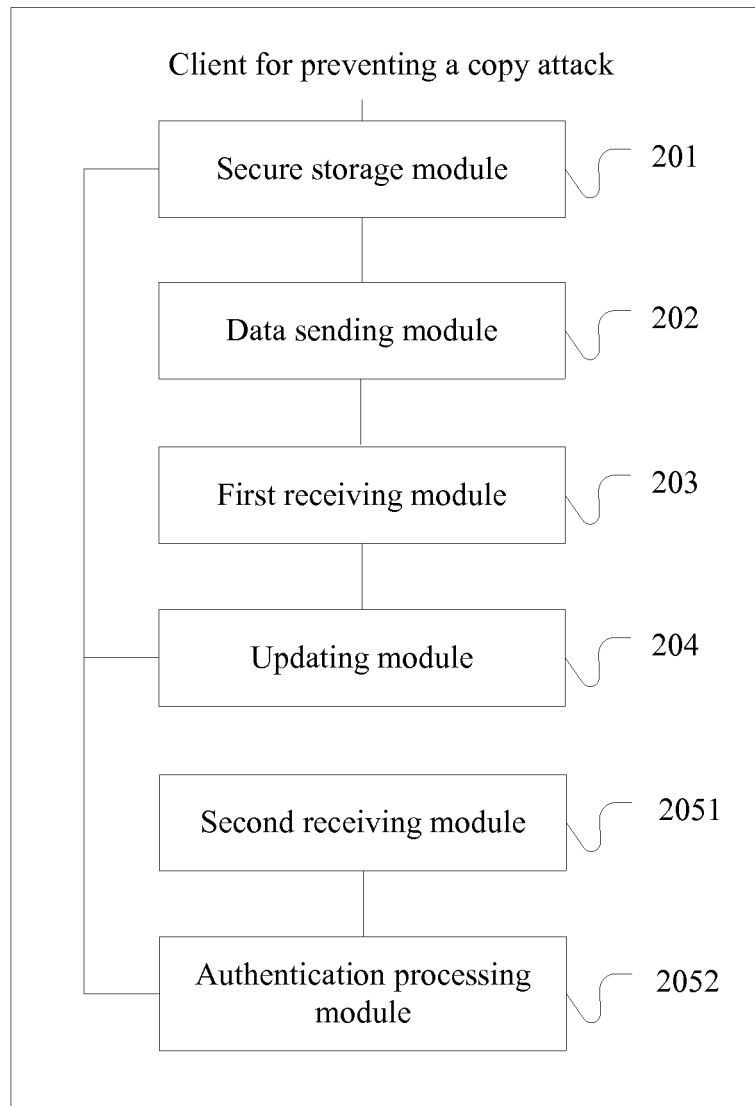 Client for preventing a copy attack
Secure storage module
201
Data sending module
202
First receiving module
203
Updating module
204
Second receiving module
2051
Authentication processing
module
2052